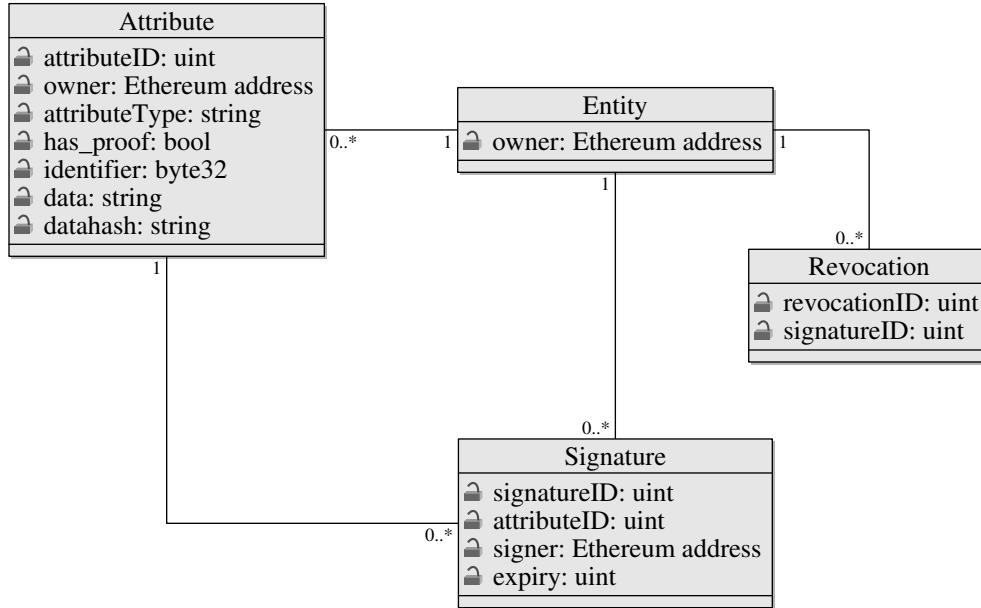 Attribute
attributeID: uint
owner: Ethereum address
attributeType: string
has_proof: bool
identifier: byte32
data: string
datahash: string
0..*
1
Entity
owner: Ethereum address
1
1
1
0..*
Revocation
revocationID: uint
signatureID: uint
0..*
0..*
Signature
signatureID: uint
attributeID: uint
signer: Ethereum address
expiry: uint